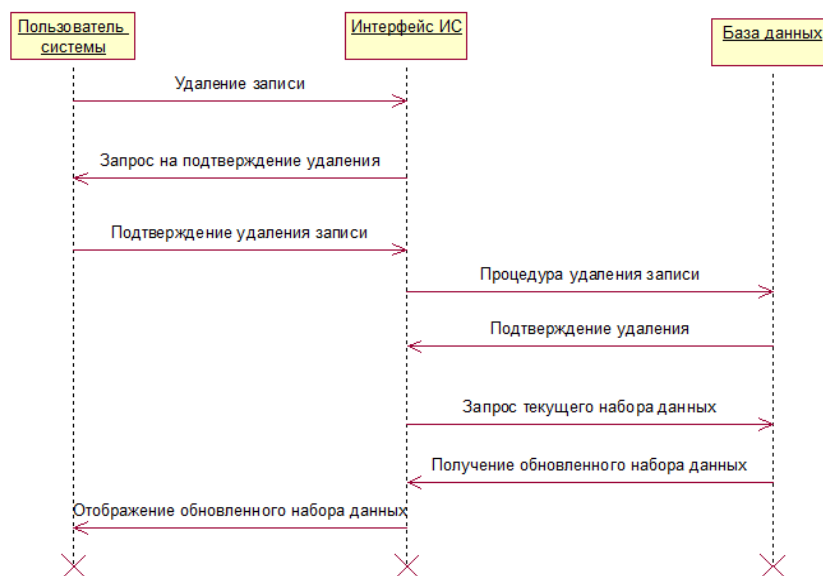 Пользователь
системы
Интерфейс ИС
База данных
Удаление записи
Запрос на подтверждение удаления
Подтверждение удаления записи
Процедура удаления записи
Подтверждение удаления
Запрос текущего набора данных
Получение обновленного набора данных
Отображение обновленного набора данных